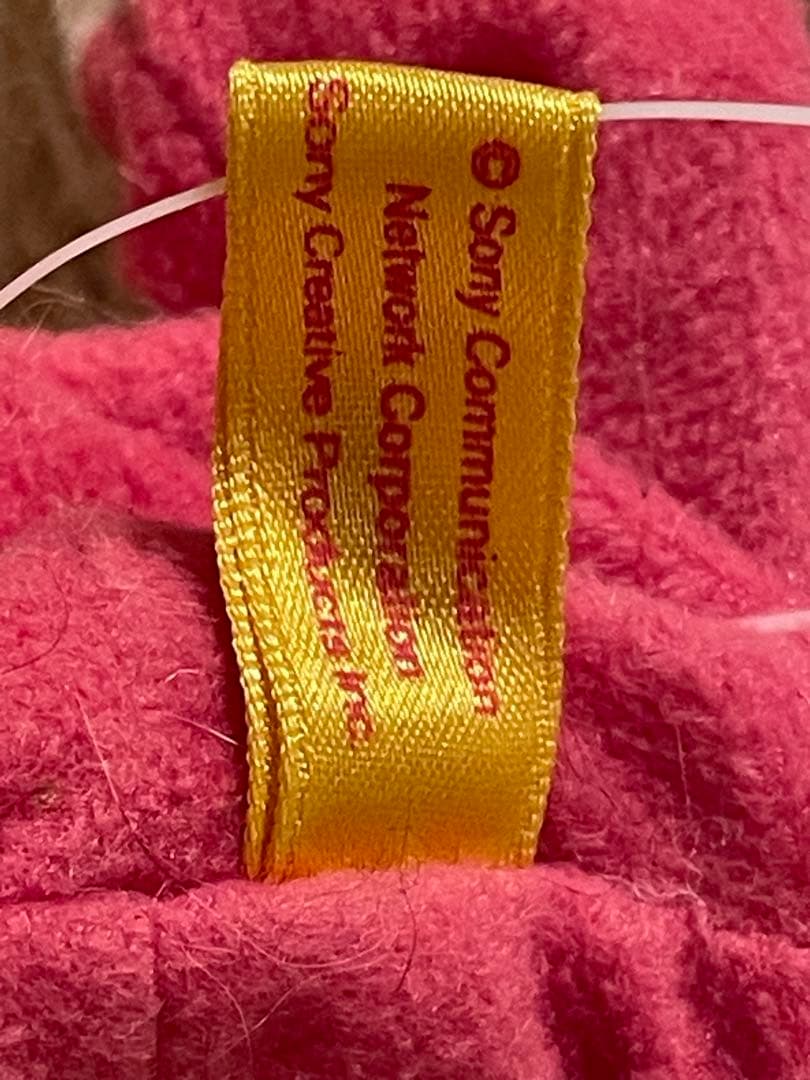 © Sony Communication
Network Corporation
Sony Creative Products Inc.